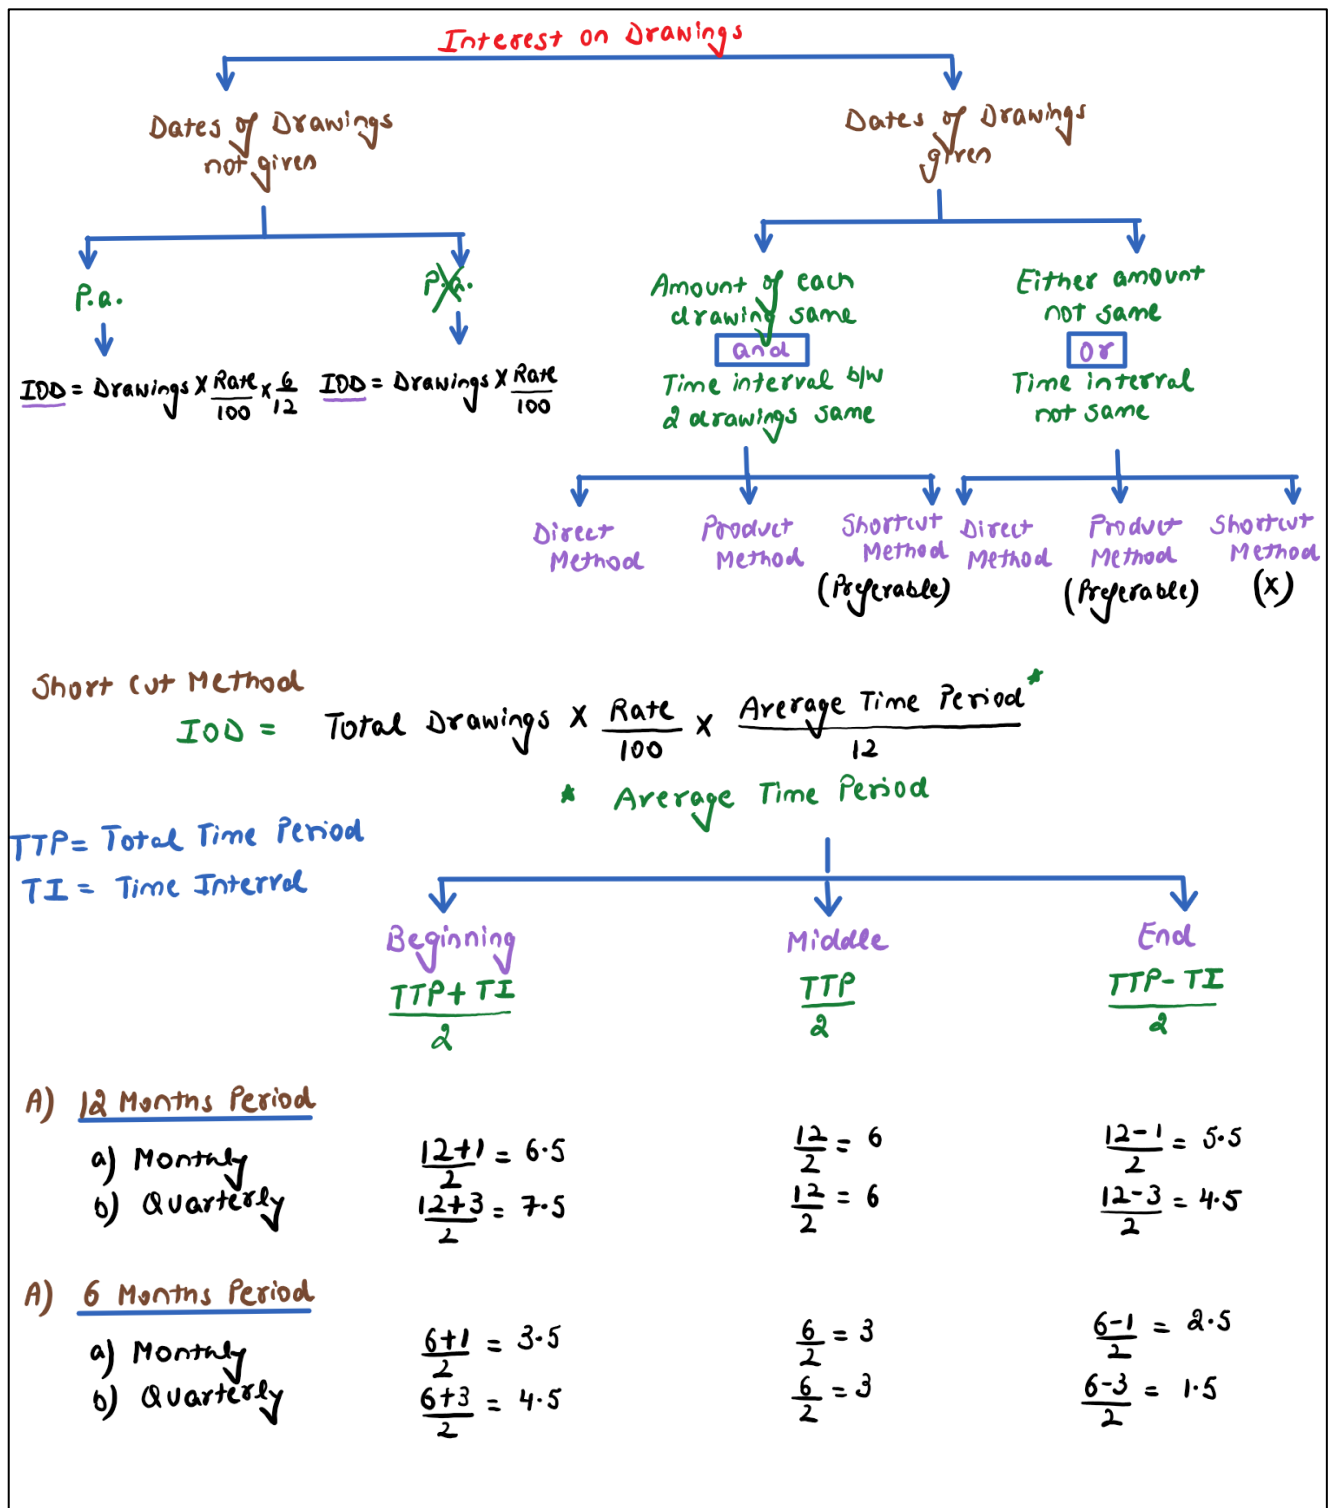 Interest on Drawings
Dates of Drawings
not given
Dates of Drawings
given
P.a.
P.a.
IOD = Drawings X Rate/100 x 6/12
IOD = Drawings X Rate/100
Amount of each
drawing same
and
Time interval b/w
2 drawings same
Either amount
not same
Or
Time interval
not same
Direct
Method
Product
Method
Shortcut
Method
(Preferable)
Direct
Method
Product
Method
(Preferable)
Shortcut
Method
(X)
Short Cut Method
IOD = Total Drawings X Rate/100 X Average Time Period*/12
* Average Time Period
TTP = Total Time Period
TI = Time Interval
Beginning Middle End
TTP + TI/2 TTP/2 TTP - TI/2
A) 12 Months Period
a) Monthly 12+1/2 = 6.5 12/2 = 6 12-1/2 = 5.5
b) Quarterly 12+3/2 = 7.5 12/2 = 6 12-3/2 = 4.5
A) 6 Months Period
a) Monthly 6+1/2 = 3.5 6/2 = 3 6-1/2 = 2.5
b) Quarterly 6+3/2 = 4.5 6/2 = 3 6-3/2 = 1.5